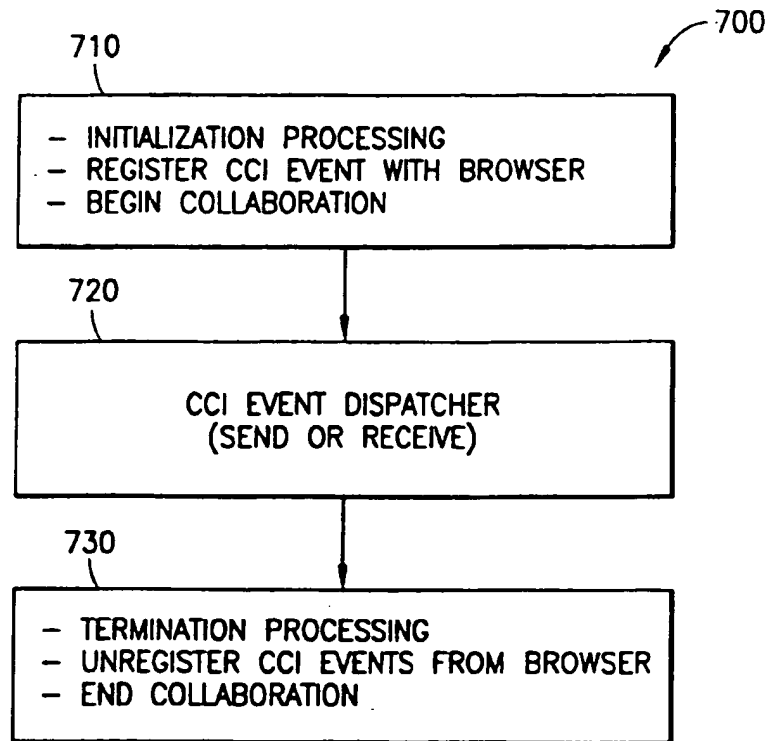 700
710
- INITIALIZATION PROCESSING
- REGISTER CCI EVENT WITH BROWSER
- BEGIN COLLABORATION
720
CCI EVENT DISPATCHER
(SEND OR RECEIVE)
730
- TERMINATION PROCESSING
- UNREGISTER CCI EVENTS FROM BROWSER
- END COLLABORATION